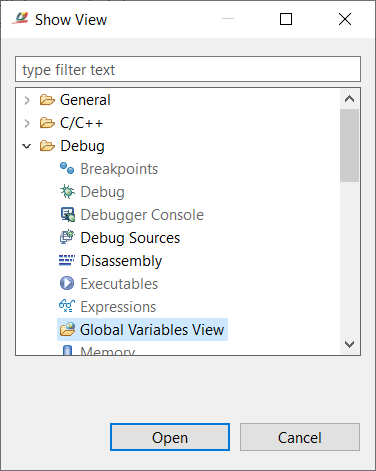 Show View
type filter text
General
C/C++
Debug
Breakpoints
Debug
Debugger Console
Debug Sources
Disassembly
Executables
Expressions
Global Variables View
Memory
Open
Cancel